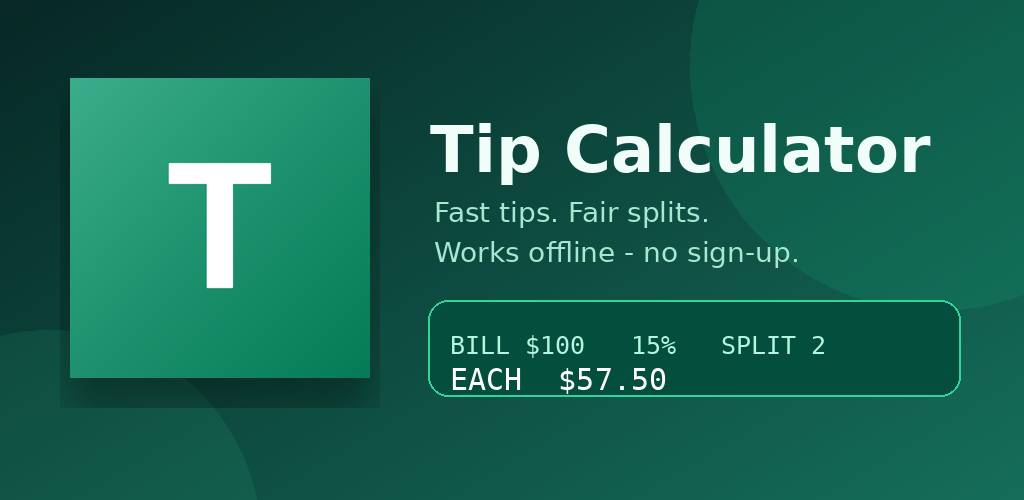 T
Tip Calculator
Fast tips. Fair splits.
Works offline - no sign-up.
BILL $100   15%   SPLIT 2
EACH  $57.50